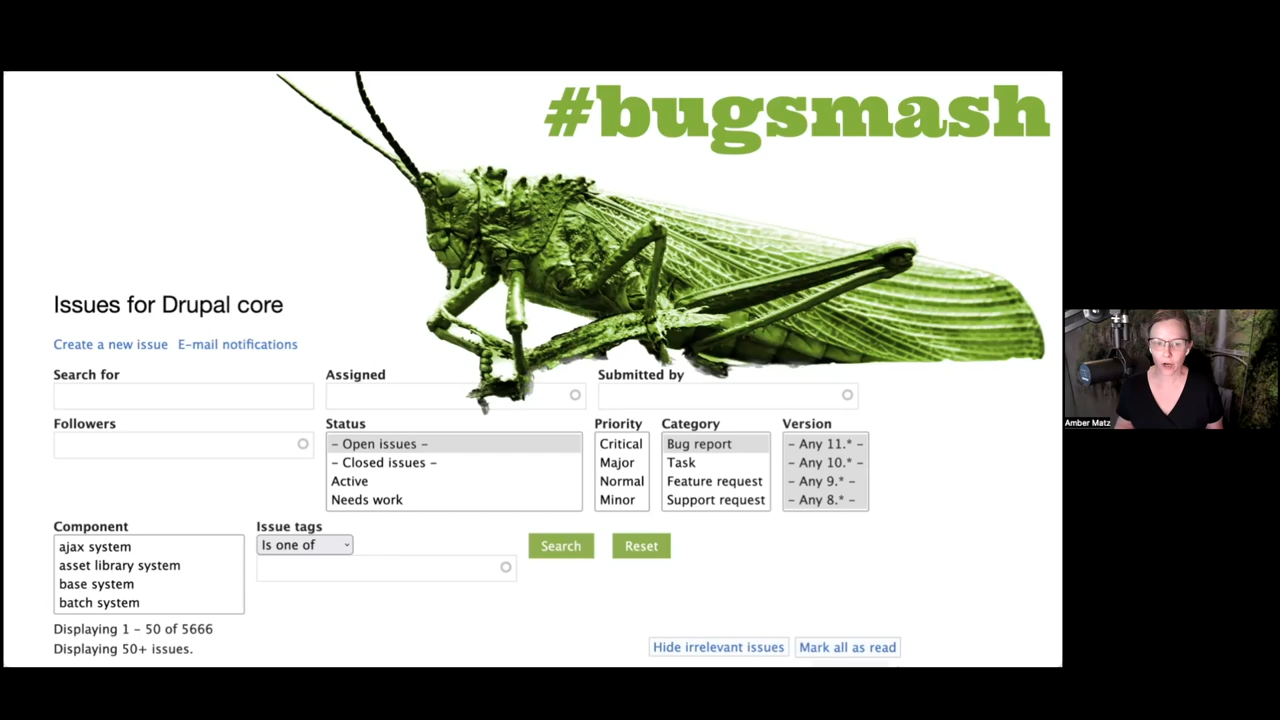 #bugsmash
Issues for Drupal core
Create a new issue E-mail notifications
Search for Assigned Submitted by
Followers Status Priority Category Version
– Open issues – Critical Bug report – Any 11.* –
– Closed issues – Major Task – Any 10.* –
Active Normal Feature request – Any 9.* –
Needs work Minor Support request – Any 8.* –
Component Issue tags
ajax system Is one of Search Reset
asset library system
base system
batch system
Displaying 1 – 50 of 5666
Displaying 50+ issues. Hide irrelevant issues Mark all as read
Amber Matz